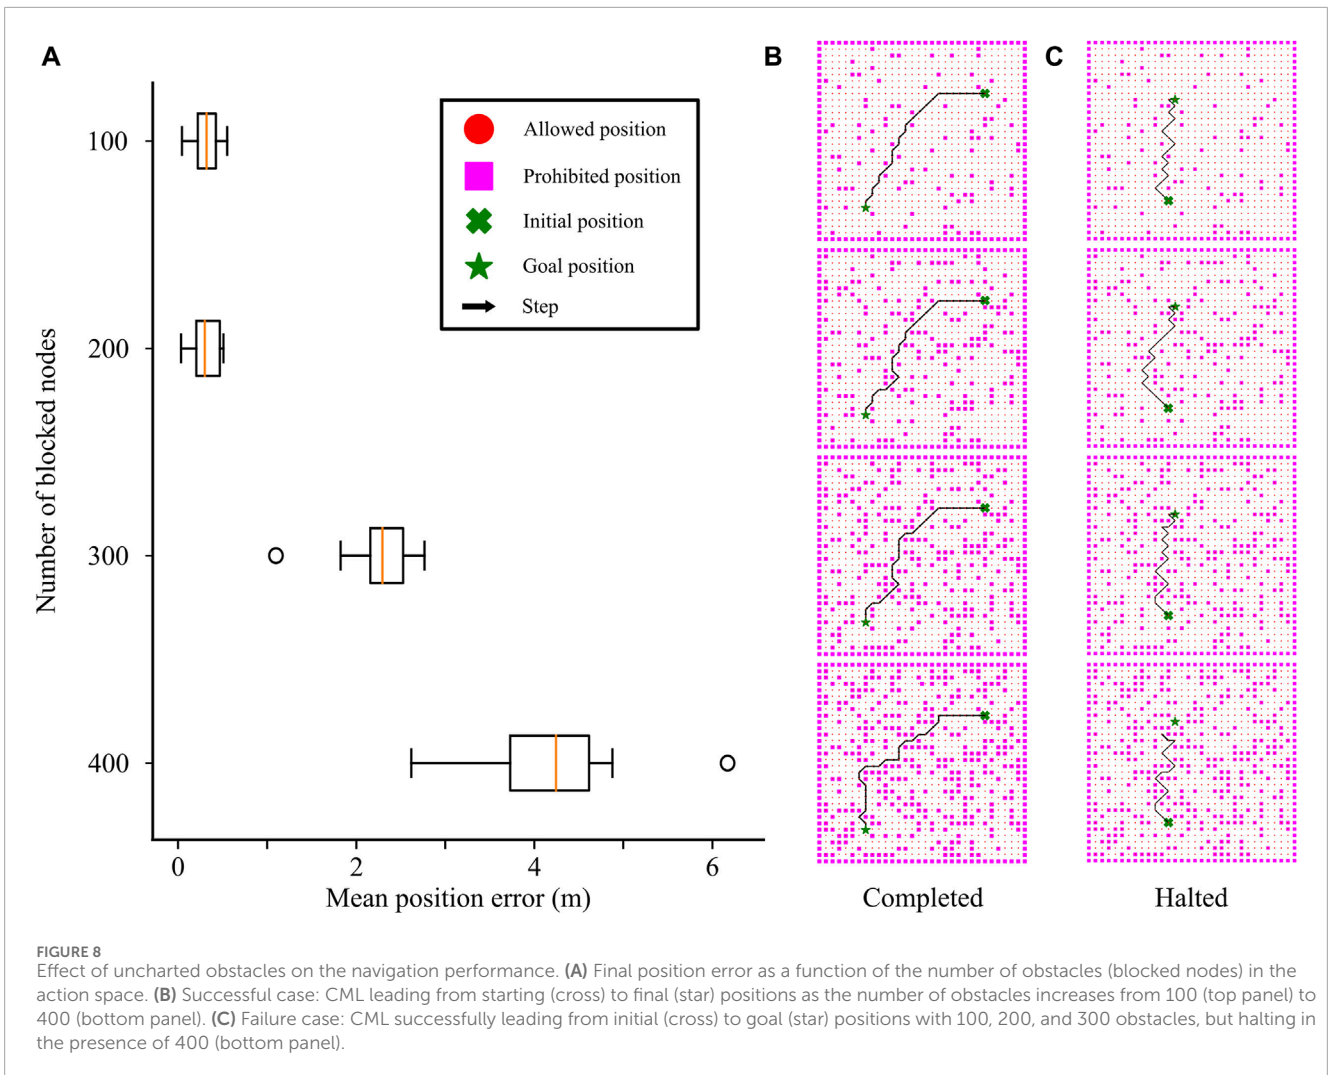 A
B
C
100
200
300
400
Number of blocked nodes
Allowed position
Prohibited position
Initial position
Goal position
Step
0
2
4
6
Mean position error (m)
Completed
Halted
FIGURE 8
Effect of uncharted obstacles on the navigation performance. (A) Final position error as a function of the number of obstacles (blocked nodes) in the
action space. (B) Successful case: CML leading from starting (cross) to final (star) positions as the number of obstacles increases from 100 (top panel) to
400 (bottom panel). (C) Failure case: CML successfully leading from initial (cross) to goal (star) positions with 100, 200, and 300 obstacles, but halting in
the presence of 400 (bottom panel).